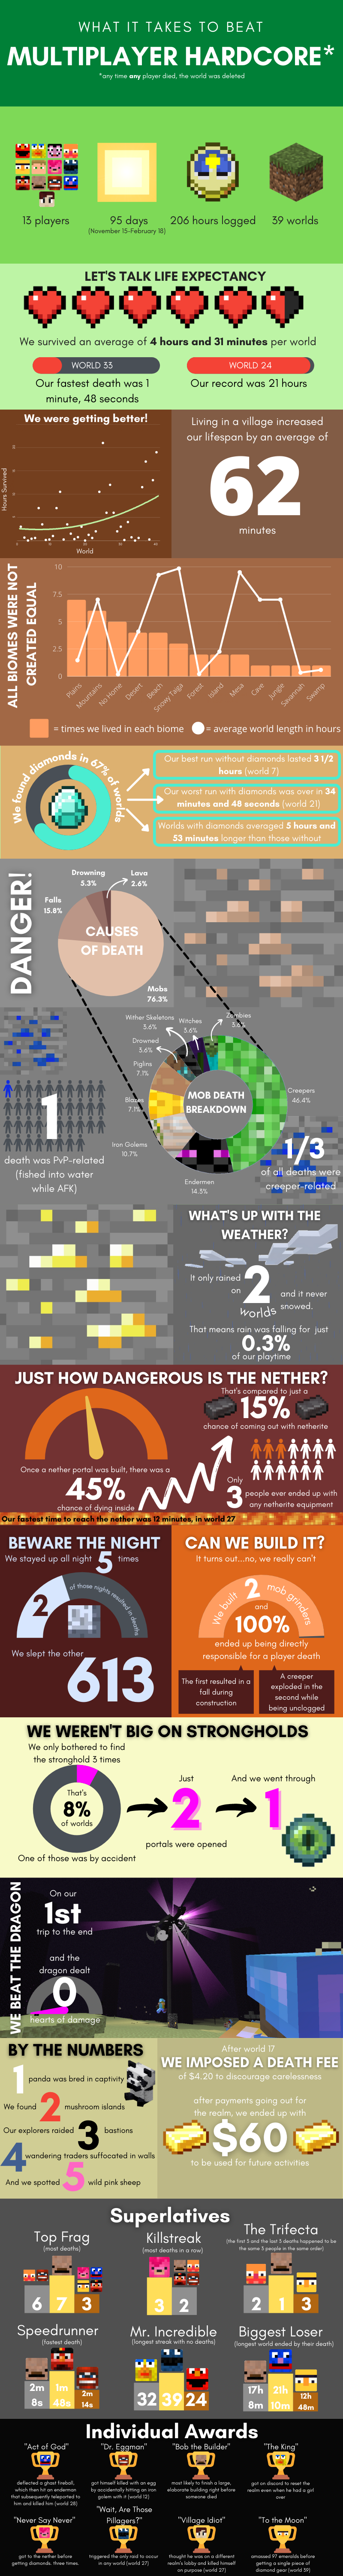 WHAT IT TAKES TO BEAT
MULTIPLAYER HARDCORE*
*any time any player died, the world was deleted
13 players
95 days
(November 15-February 18)
206 hours logged
39 worlds
LET'S TALK LIFE EXPECTANCY
We survived an average of 4 hours and 31 minutes per world
WORLD 33
Our fastest death was 1
minute, 48 seconds
WORLD 24
Our record was 21 hours
We were getting better!
Hours Survived
World
Living in a village increased
our lifespan by an average of
62
minutes
ALL BIOMES WERE NOT
CREATED EQUAL
10
7.5
5
2.5
0
Plains
Mountains
No Home
Desert
Beach
Snowy Taiga
Forest
Island
Mesa
Cave
Jungle
Savannah
Swamp
= times we lived in each biome
= average world length in hours
We found diamonds in 67% of worlds
Our best run without diamonds lasted 3 1/2
hours (world 7)
Our worst run with diamonds was over in 34
minutes and 48 seconds (world 21)
Worlds with diamonds averaged 5 hours and
53 minutes longer than those without
DANGER!
Drowning
5.3%
Lava
2.6%
Falls
15.8%
CAUSES
OF DEATH
Mobs
76.3%
Wither Skeletons
3.6%
Witches
3.6%
Zombies
3.6%
Drowned
3.6%
Piglins
7.1%
Blazes
7.1%
Iron Golems
10.7%
Endermen
14.3%
Creepers
46.4%
MOB DEATH
BREAKDOWN
1
death was PvP-related
(fished into water
while AFK)
1/3
of all deaths were
creeper-related
WHAT'S UP WITH THE
WEATHER?
It only rained
on
2
worlds
and it never
snowed.
That means rain was falling for just
0.3%
of our playtime
JUST HOW DANGEROUS IS THE NETHER?
That's compared to just a
15%
chance of coming out with netherite
Once a nether portal was built, there was a
45%
chance of dying inside
Only
3
people ever ended up with
any netherite equipment
Our fastest time to reach the nether was 12 minutes, in world 27
BEWARE THE NIGHT
We stayed up all night 5 times
2
of those nights resulted in deaths
We slept the other
613
CAN WE BUILD IT?
It turns out...no, we really can't
We built 2 mob grinders
and
100%
ended up being directly
responsible for a player death
The first resulted in a
fall during
construction
A creeper
exploded in the
second while
being unclogged
WE WEREN'T BIG ON STRONGHOLDS
We only bothered to find
the stronghold 3 times
That's
8%
of worlds
One of those was by accident
Just
2
portals were opened
And we went through
1
WE BEAT THE DRAGON
On our
1st
trip to the end
and the
dragon dealt
0
hearts of damage
BY THE NUMBERS
1 panda was bred in captivity
We found 2 mushroom islands
Our explorers raided 3 bastions
4 wandering traders suffocated in walls
And we spotted 5 wild pink sheep
After world 17
WE IMPOSED A DEATH FEE
of $4.20 to discourage carelessness
after payments going out for
the realm, we ended up with
$60
to be used for future activities
Superlatives
Top Frag
(most deaths)
6 7 3
Killstreak
(most deaths in a row)
3 2
The Trifecta
(the first 3 and the last 3 deaths happened to be
the same 3 people in the same order)
2 1 3
Speedrunner
(fastest death)
2m
8s
1m
48s
2m
14s
Mr. Incredible
(longest streak with no deaths)
32 39 24
Biggest Loser
(longest world ended by their death)
17h
8m
21h
10m
12h
48m
Individual Awards
"Act of God"
deflected a ghast fireball,
which then hit an enderman
that subsequently teleported to
him and killed him (world 28)
"Dr. Eggman"
got himself killed with an egg
by accidentally hitting an iron
golem with it (world 12)
"Bob the Builder"
most likely to finish a large,
elaborate building right before
someone died
"The King"
got on discord to reset the
realm even when he had a girl
over
"Never Say Never"
got to the nether before
getting diamonds. three times.
"Wait, Are Those
Pillagers?"
triggered the only raid to occur
in any world (world 27)
"Village Idiot"
thought he was on a different
realm's lobby and killed himself
on purpose (world 27)
"To the Moon"
amassed 97 emeralds before
getting a single piece of
diamond gear (world 39)